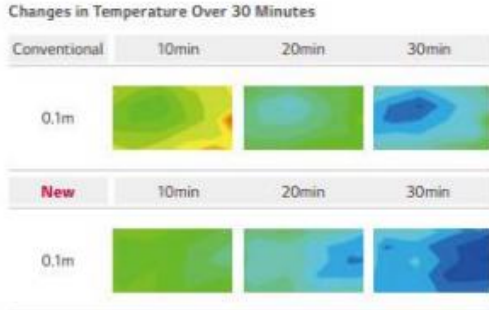 Changes in Temperature Over 30 Minutes
Conventional 10min 20min 30min
0.1m
New 10min 20min 30min
0.1m